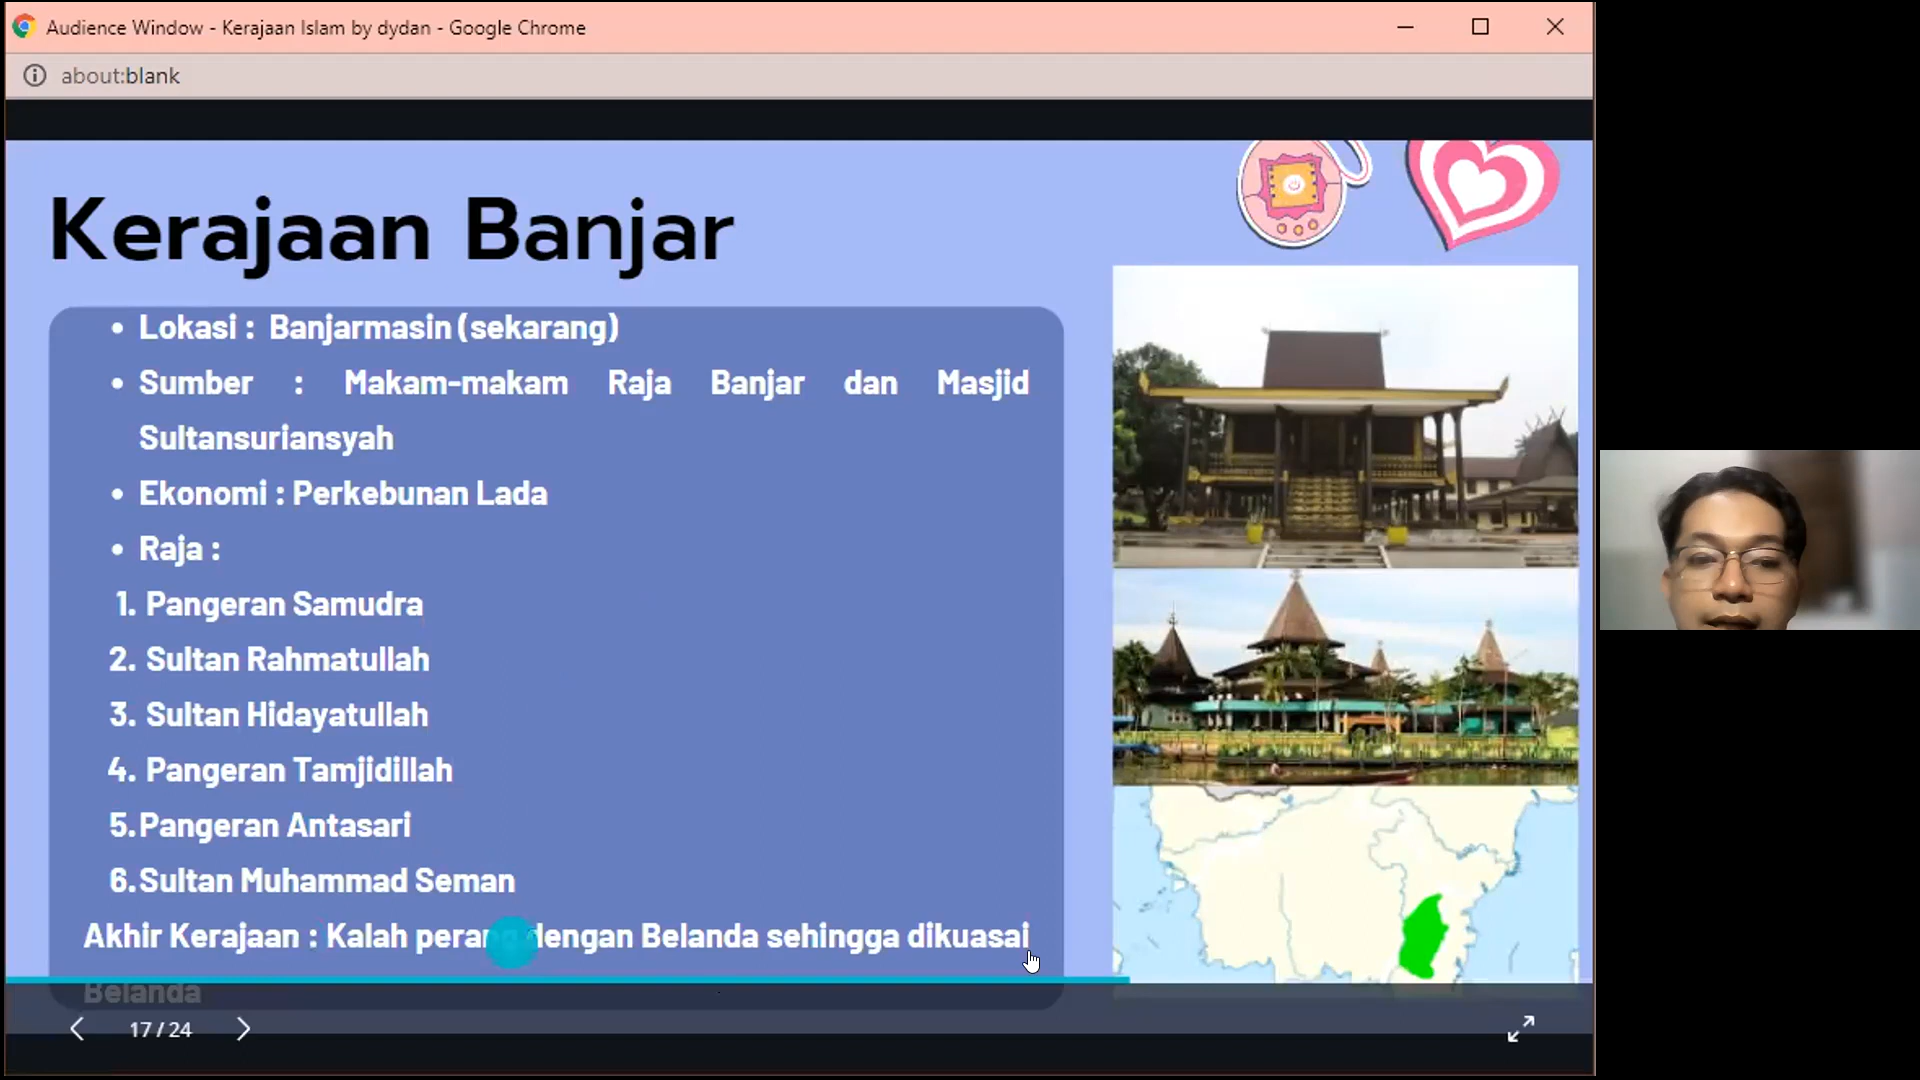 Audience Window - Kerajaan Islam by dydan - Google Chrome
about:blank
Kerajaan Banjar
• Lokasi : Banjarmasin (sekarang)
• Sumber : Makam-makam Raja Banjar dan Masjid
Sultansuriansyah
• Ekonomi : Perkebunan Lada
• Raja :
1. Pangeran Samudra
2. Sultan Rahmatullah
3. Sultan Hidayatullah
4. Pangeran Tamjidillah
5. Pangeran Antasari
6. Sultan Muhammad Seman
Akhir Kerajaan : Kalah perang dengan Belanda sehingga dikuasai
Belanda
17 / 24